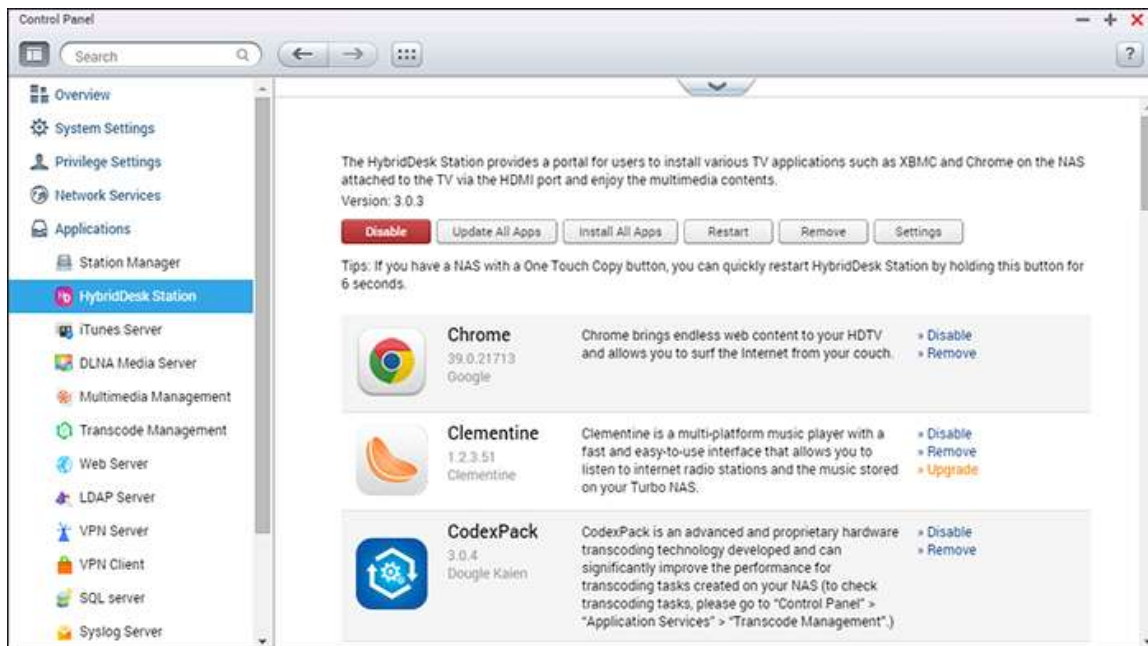 Control Panel
Search
?
Overview
System Settings
Privilege Settings
Network Services
Applications
Station Manager
HybridDesk Station
iTunes Server
DLNA Media Server
Multimedia Management
Transcode Management
Web Server
LDAP Server
VPN Server
VPN Client
SQL server
Syslog Server
The HybridDesk Station provides a portal for users to install various TV applications such as XBMC and Chrome on the NAS
attached to the TV via the HDMI port and enjoy the multimedia contents.
Version: 3.0.3
Disable Update All Apps Install All Apps Restart Remove Settings
Tips: If you have a NAS with a One Touch Copy button, you can quickly restart HybridDesk Station by holding this button for
6 seconds.
Chrome
39.0.21713
Google
Chrome brings endless web content to your HDTV
and allows you to surf the Internet from your couch.
» Disable
» Remove
Clementine
1.2.3.51
Clementine
Clementine is a multi-platform music player with a
fast and easy-to-use interface that allows you to
listen to internet radio stations and the music stored
on your Turbo NAS.
» Disable
» Remove
» Upgrade
CodexPack
3.0.4
Dougle Kaien
CodexPack is an advanced and proprietary hardware
transcoding technology developed and can
significantly improve the performance for
transcoding tasks created on your NAS (to check
transcoding tasks, please go to "Control Panel" >
"Application Services" > "Transcode Management".)
» Disable
» Remove